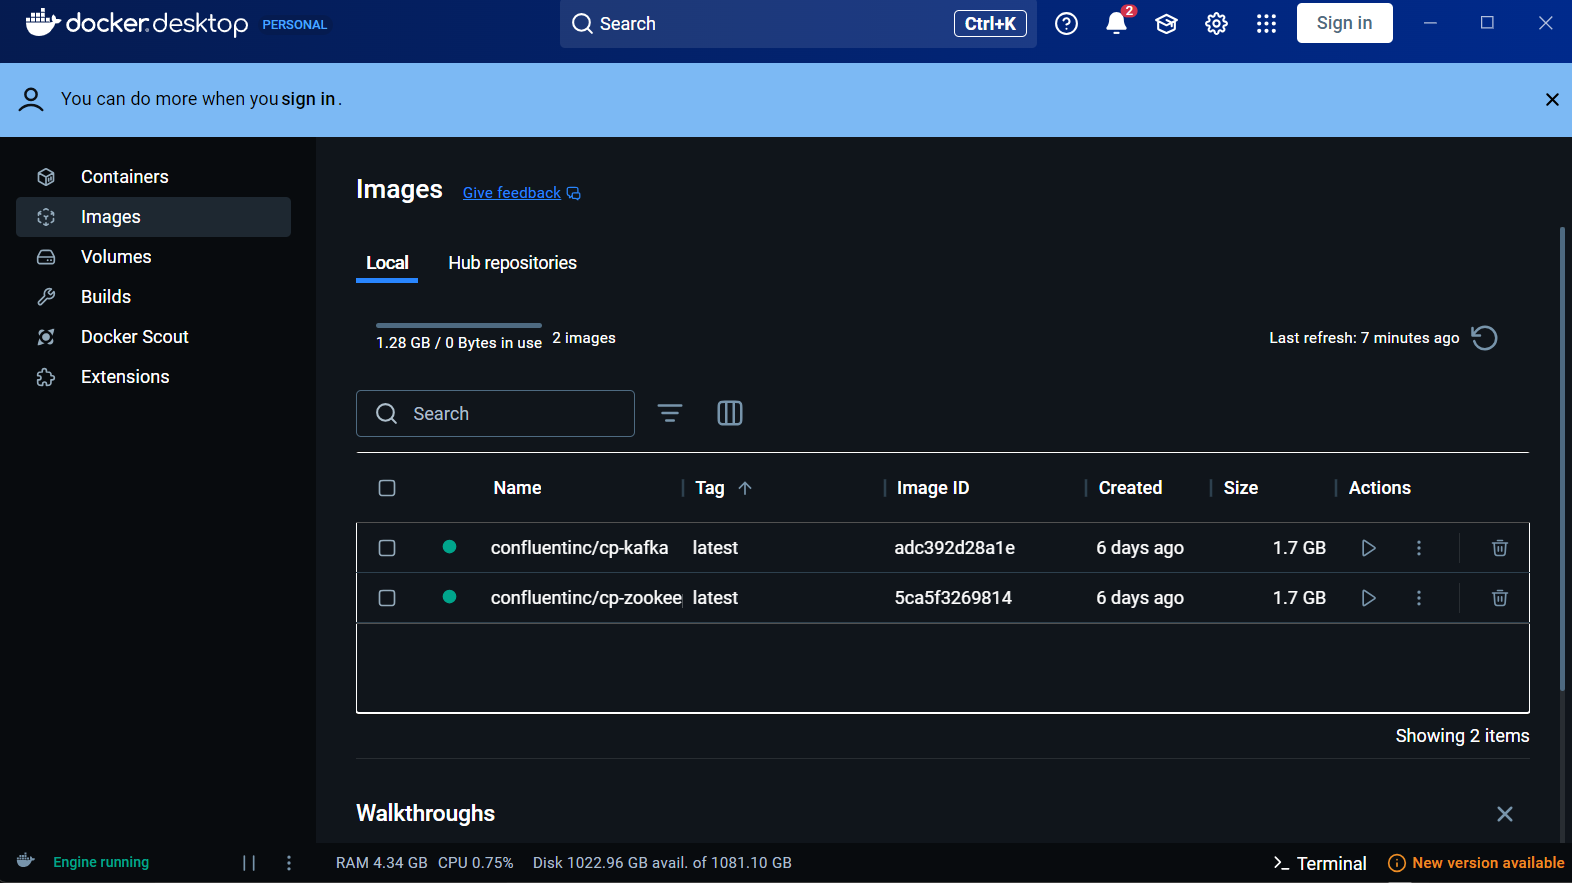 docker.desktop PERSONAL Search Ctrl+K 2 Sign in
You can do more when you sign in.
Containers
Images
Volumes
Builds
Docker Scout
Extensions
Images Give feedback
Local Hub repositories
1.28 GB / 0 Bytes in use 2 images Last refresh: 7 minutes ago
Search
Name Tag Image ID Created Size Actions
confluentinc/cp-kafka latest adc392d28a1e 6 days ago 1.7 GB
confluentinc/cp-zookee latest 5ca5f3269814 6 days ago 1.7 GB
Showing 2 items
Walkthroughs
Engine running RAM 4.34 GB CPU 0.75% Disk 1022.96 GB avail. of 1081.10 GB Terminal New version available